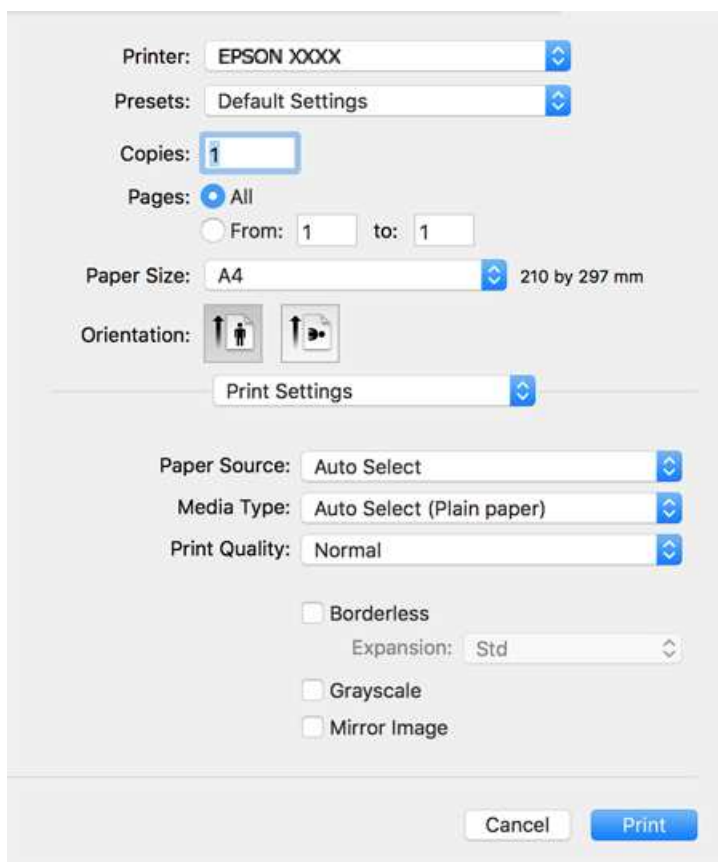 Printer: EPSON XXXX
Presets: Default Settings
Copies: 1
Pages: All
From: 1 to: 1
Paper Size: A4 210 by 297 mm
Orientation:
Print Settings
Paper Source: Auto Select
Media Type: Auto Select (Plain paper)
Print Quality: Normal
Borderless
Expansion: Std
Grayscale
Mirror Image
Cancel Print